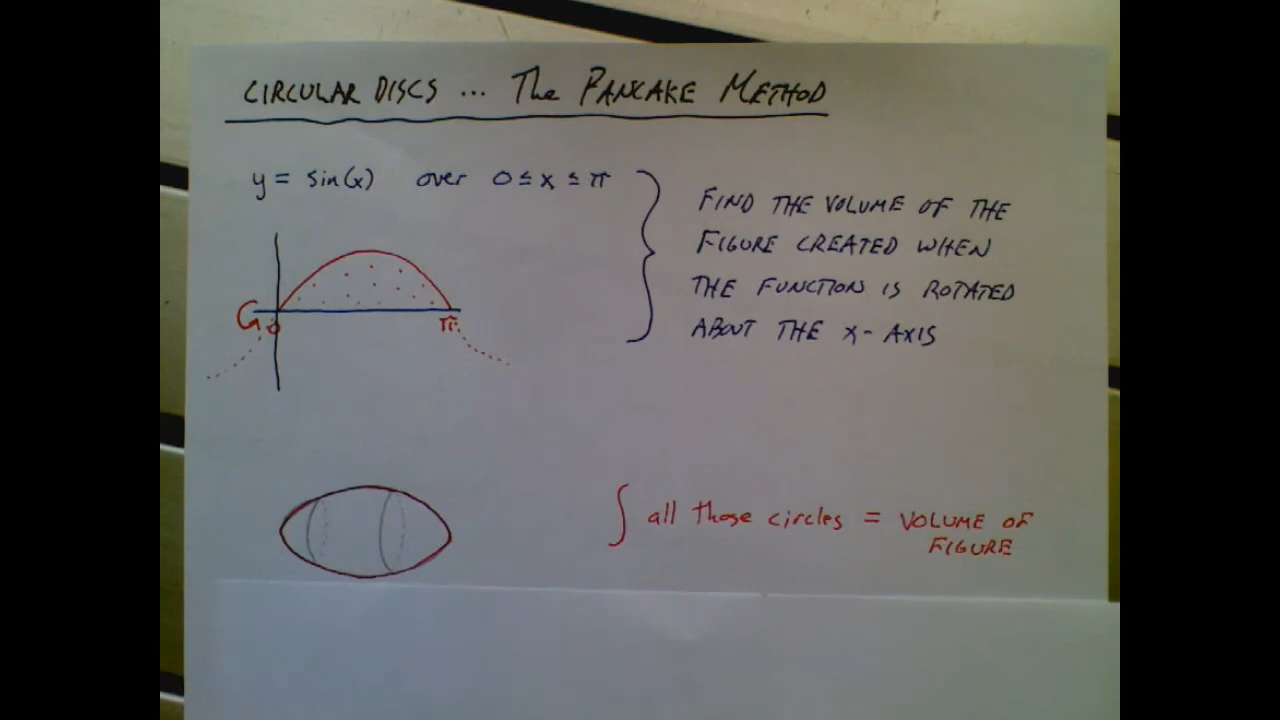 CIRCULAR DISCS ... The PANCAKE METHOD
y = sin(x) over 0 ≤ x ≤ π
FIND THE VOLUME OF THE
FIGURE CREATED WHEN
THE FUNCTION IS ROTATED
ABOUT THE X-AXIS
0 π
∫ all those circles = VOLUME OF
FIGURE